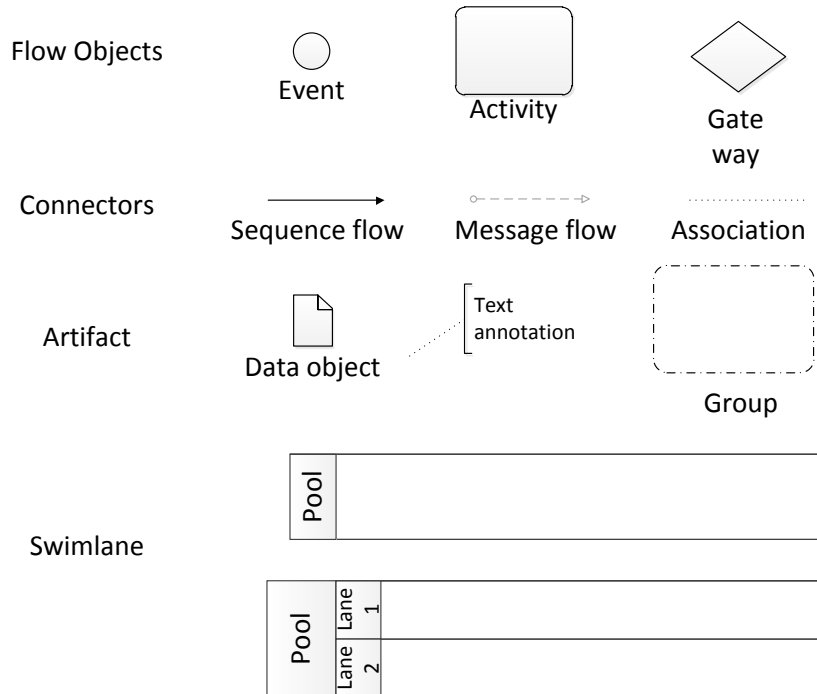 Flow Objects
Event
Activity
Gate
way
Connectors
Sequence flow
Message flow
Association
Artifact
Data object
Text
annotation
Group
Swimlane
Pool
Pool
Lane
1
Lane
2